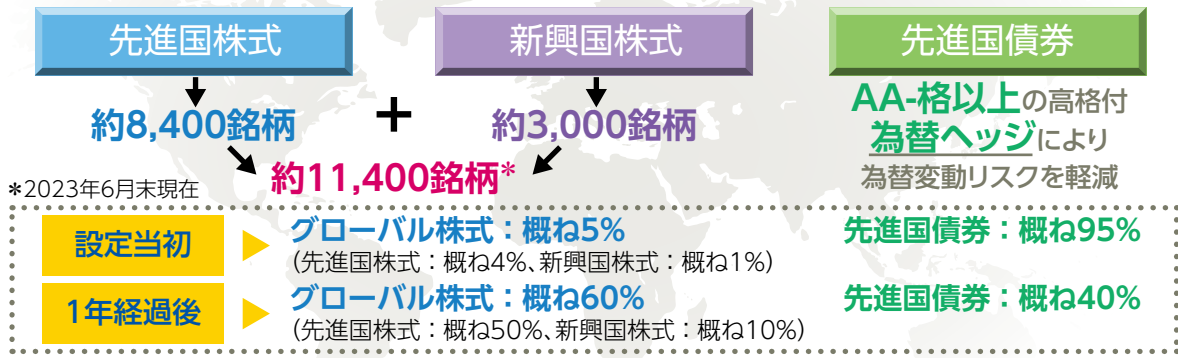 先進国株式
新興国株式
先進国債券
約8,400銘柄
+
約3,000銘柄
AA-格以上の高格付
為替ヘッジにより
為替変動リスクを軽減
約11,400銘柄*
*2023年6月末現在
設定当初
グローバル株式:概ね5%
(先進国株式:概ね4%、新興国株式:概ね1%)
先進国債券:概ね95%
1年経過後
グローバル株式:概ね60%
(先進国株式:概ね50%、新興国株式:概ね10%)
先進国債券:概ね40%